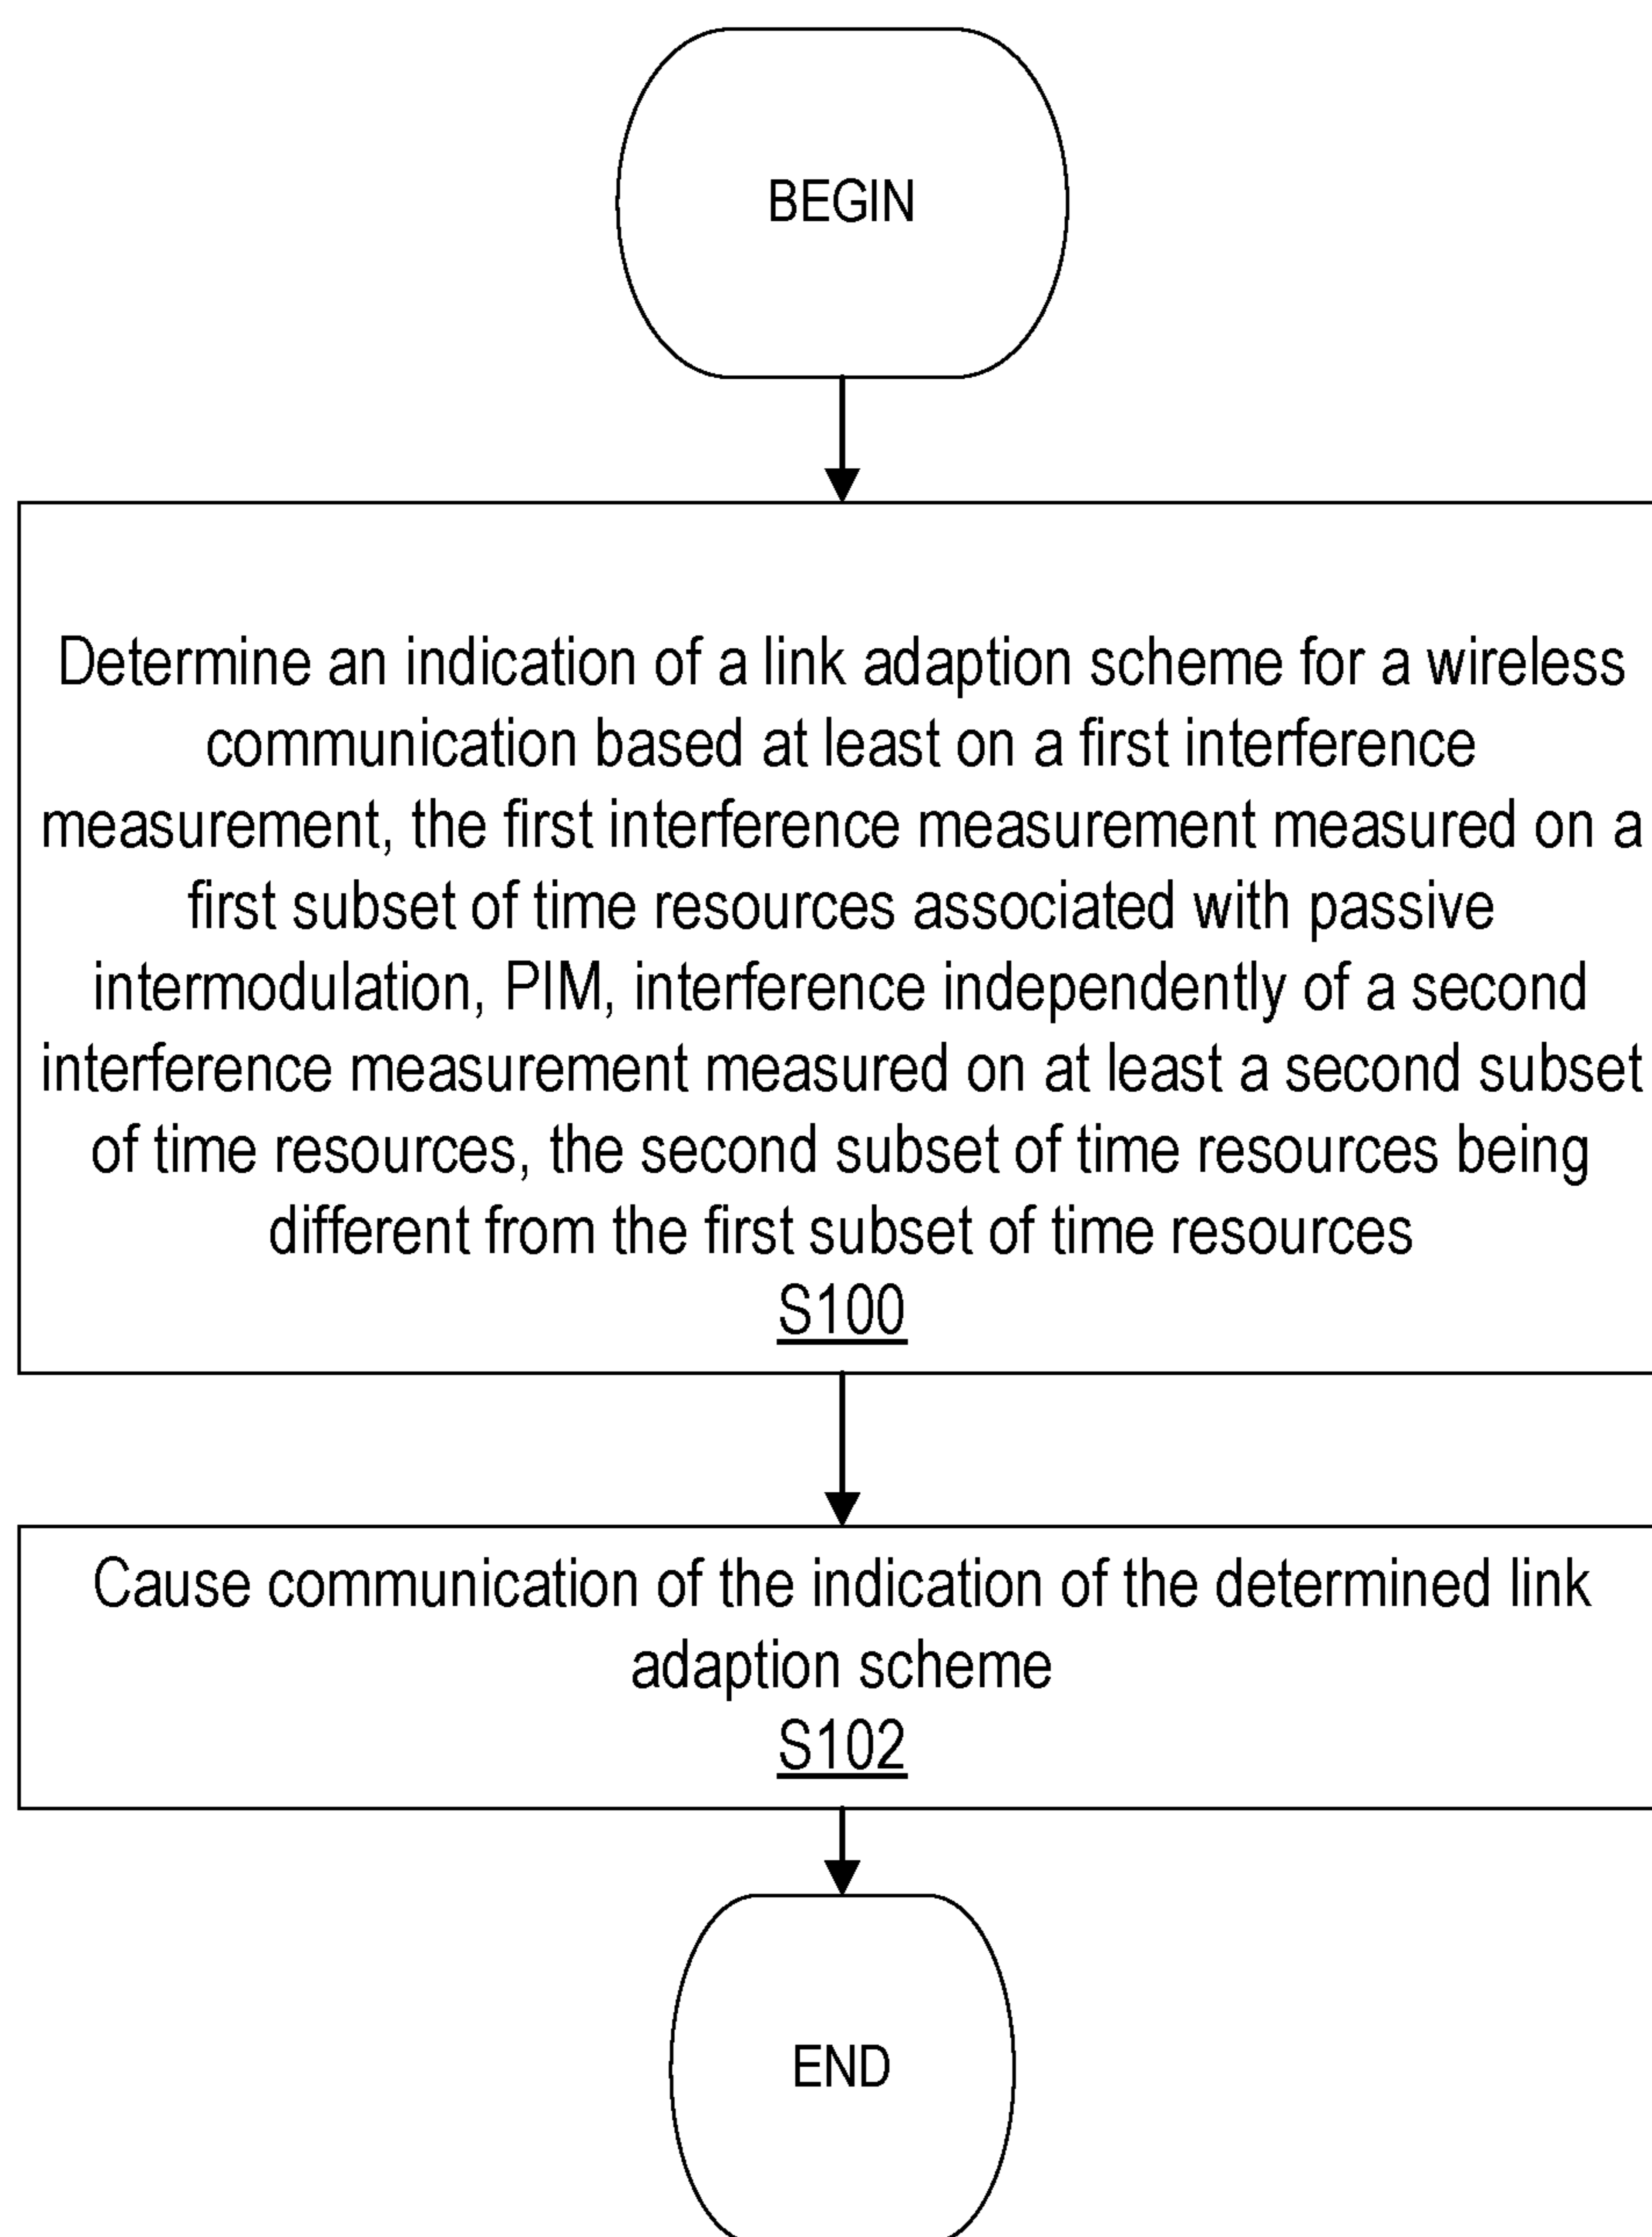 BEGIN
Determine an indication of a link adaption scheme for a wireless
communication based at least on a first interference
measurement, the first interference measurement measured on a
first subset of time resources associated with passive
intermodulation, PIM, interference independently of a second
interference measurement measured on at least a second subset
of time resources, the second subset of time resources being
different from the first subset of time resources
S100
Cause communication of the indication of the determined link
adaption scheme
S102
END